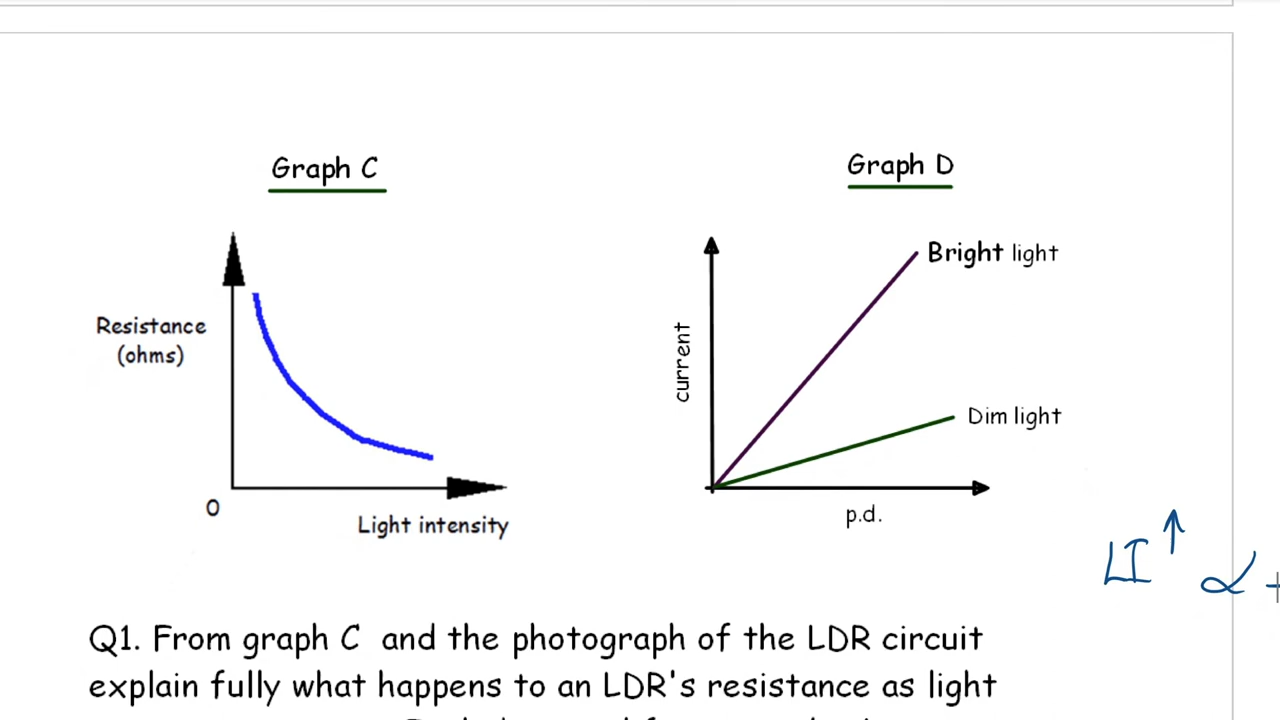 Graph C
Graph D
Bright light
Resistance
(ohms)
current
Dim light
0
Light intensity
p.d.
LI ↑ ∝
Q1. From graph C and the photograph of the LDR circuit
explain fully what happens to an LDR's resistance as light